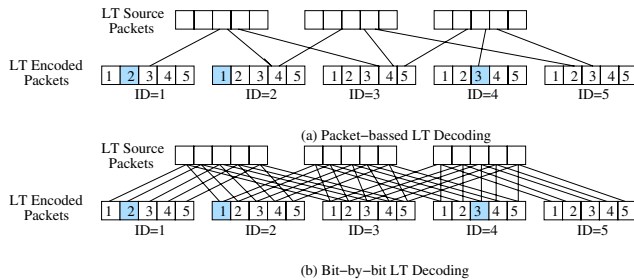 LT Source
Packets
LT Encoded
Packets
1 2 3 4 5 1 2 3 4 5 1 2 3 4 5 1 2 3 4 5 1 2 3 4 5
ID=1 ID=2 ID=3 ID=4 ID=5
(a) Packet−bassed LT Decoding
LT Source
Packets
LT Encoded
Packets
1 2 3 4 5 1 2 3 4 5 1 2 3 4 5 1 2 3 4 5 1 2 3 4 5
ID=1 ID=2 ID=3 ID=4 ID=5
(b) Bit−by−bit LT Decoding